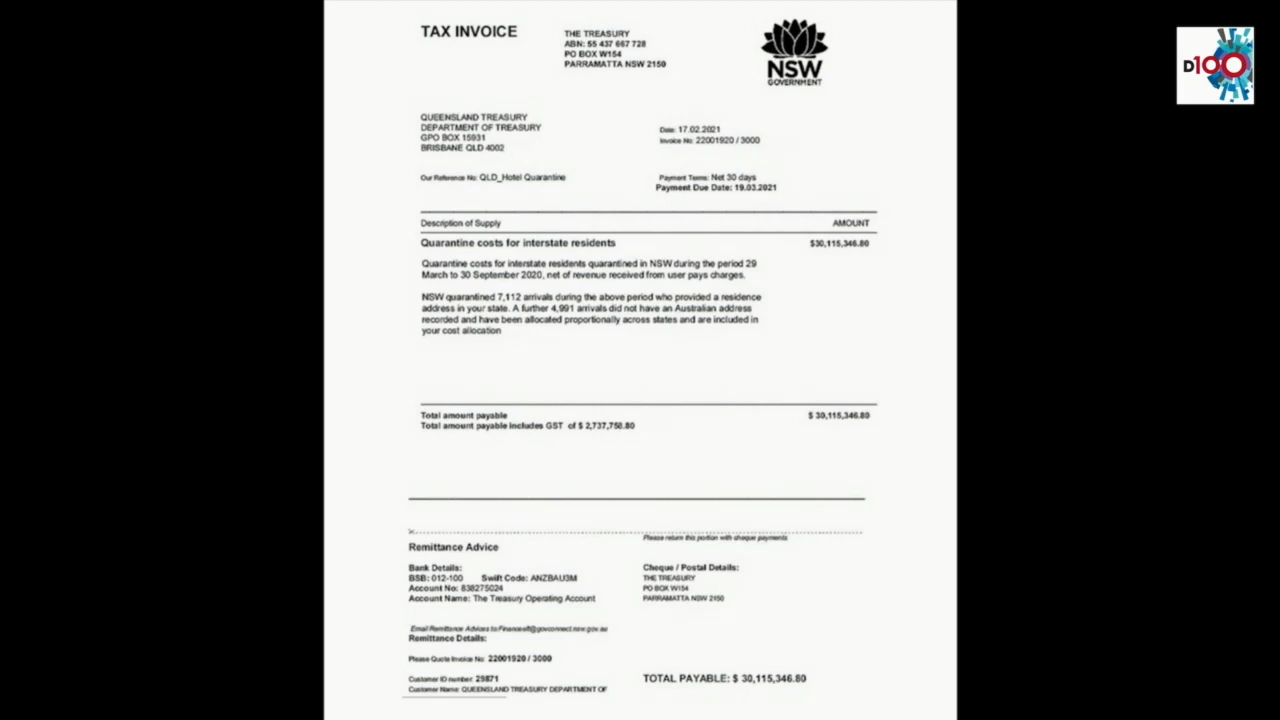 TAX INVOICE
THE TREASURY
ABN: 55 437 667 728
PO BOX W154
PARRAMATTA NSW 2150
NSW
GOVERNMENT
D100
QUEENSLAND TREASURY
DEPARTMENT OF TREASURY
GPO BOX 15931
BRISBANE QLD 4002
Date: 17.02.2021
Invoice No: 22001920 / 3000
Our Reference No: QLD_Hotel Quarantine
Payment Terms: Net 30 days
Payment Due Date: 19.03.2021
Description of Supply AMOUNT
Quarantine costs for interstate residents $30,115,346.80
Quarantine costs for interstate residents quarantined in NSW during the period 29
March to 30 September 2020, net of revenue received from user pays charges.
NSW quarantined 7,112 arrivals during the above period who provided a residence
address in your state. A further 4,991 arrivals did not have an Australian address
recorded and have been allocated proportionally across states and are included in
your cost allocation
Total amount payable $ 30,115,346.80
Total amount payable includes GST of $ 2,737,758.80
Please return this portion with cheque payments
Remittance Advice
Bank Details:
BSB: 012-100 Swift Code: ANZBAU3M
Account No: 838275024
Account Name: The Treasury Operating Account
Cheque / Postal Details:
THE TREASURY
PO BOX W154
PARRAMATTA NSW 2150
Email Remittance Advices to:
Remittance Details:
Please Quote Invoice No: 22001920 / 3000
Customer ID number: 29871
Customer Name: QUEENSLAND TREASURY DEPARTMENT OF
TOTAL PAYABLE: $ 30,115,346.80